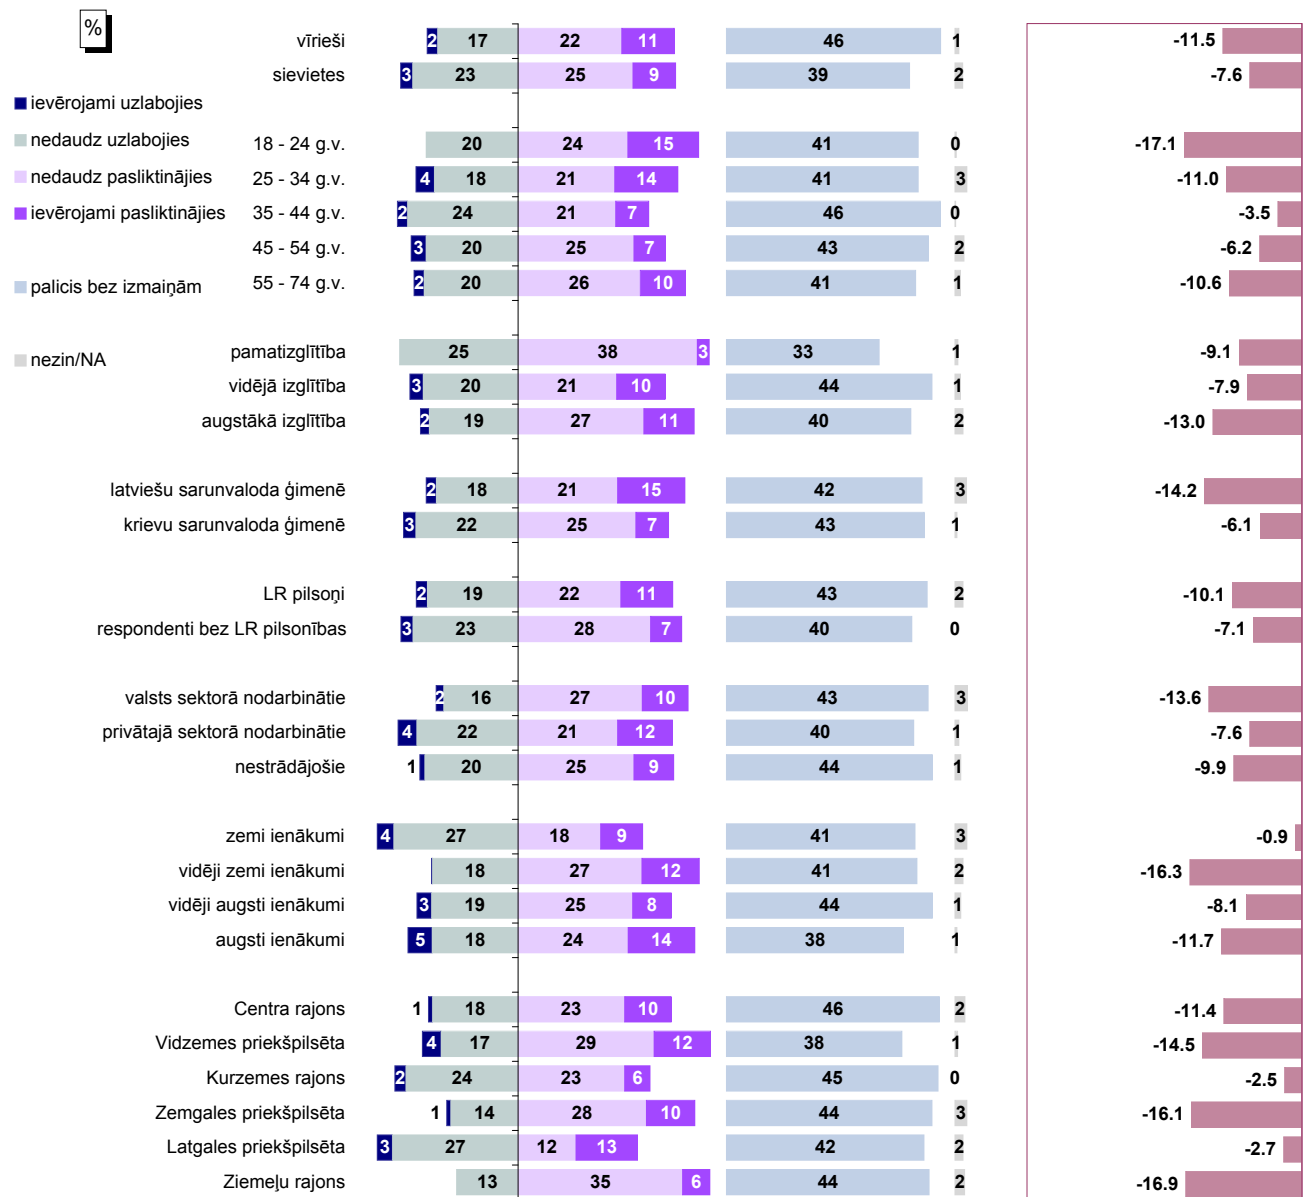 %
vīrieši 2 17 22 11 46 1 -11.5
sievietes 3 23 25 9 39 2 -7.6
ievērojami uzlabojies
nedaudz uzlabojies 18 - 24 g.v. 20 24 15 41 0 -17.1
nedaudz pasliktinājies 25 - 34 g.v. 4 18 21 14 41 3 -11.0
ievērojami pasliktinājies 35 - 44 g.v. 2 24 21 7 46 0 -3.5
45 - 54 g.v. 3 20 25 7 43 2 -6.2
palicis bez izmaiņām 55 - 74 g.v. 2 20 26 10 41 1 -10.6
nezin/NA pamatizglītība 25 38 3 33 1 -9.1
vidējā izglītība 3 20 21 10 44 1 -7.9
augstākā izglītība 2 19 27 11 40 2 -13.0
latviešu sarunvaloda ģimenē 2 18 21 15 42 3 -14.2
krievu sarunvaloda ģimenē 3 22 25 7 43 1 -6.1
LR pilsoņi 2 19 22 11 43 2 -10.1
respondenti bez LR pilsonības 3 23 28 7 40 0 -7.1
valsts sektorā nodarbinātie 2 16 27 10 43 3 -13.6
privātajā sektorā nodarbinātie 4 22 21 12 40 1 -7.6
nestrādājošie 1 20 25 9 44 1 -9.9
zemi ienākumi 4 27 18 9 41 3 -0.9
vidēji zemi ienākumi 18 27 12 41 2 -16.3
vidēji augsti ienākumi 3 19 25 8 44 1 -8.1
augsti ienākumi 5 18 24 14 38 1 -11.7
Centra rajons 1 18 23 10 46 2 -11.4
Vidzemes priekšpilsēta 4 17 29 12 38 1 -14.5
Kurzemes rajons 2 24 23 6 45 0 -2.5
Zemgales priekšpilsēta 1 14 28 10 44 3 -16.1
Latgales priekšpilsēta 3 27 12 13 42 2 -2.7
Ziemeļu rajons 13 35 6 44 2 -16.9